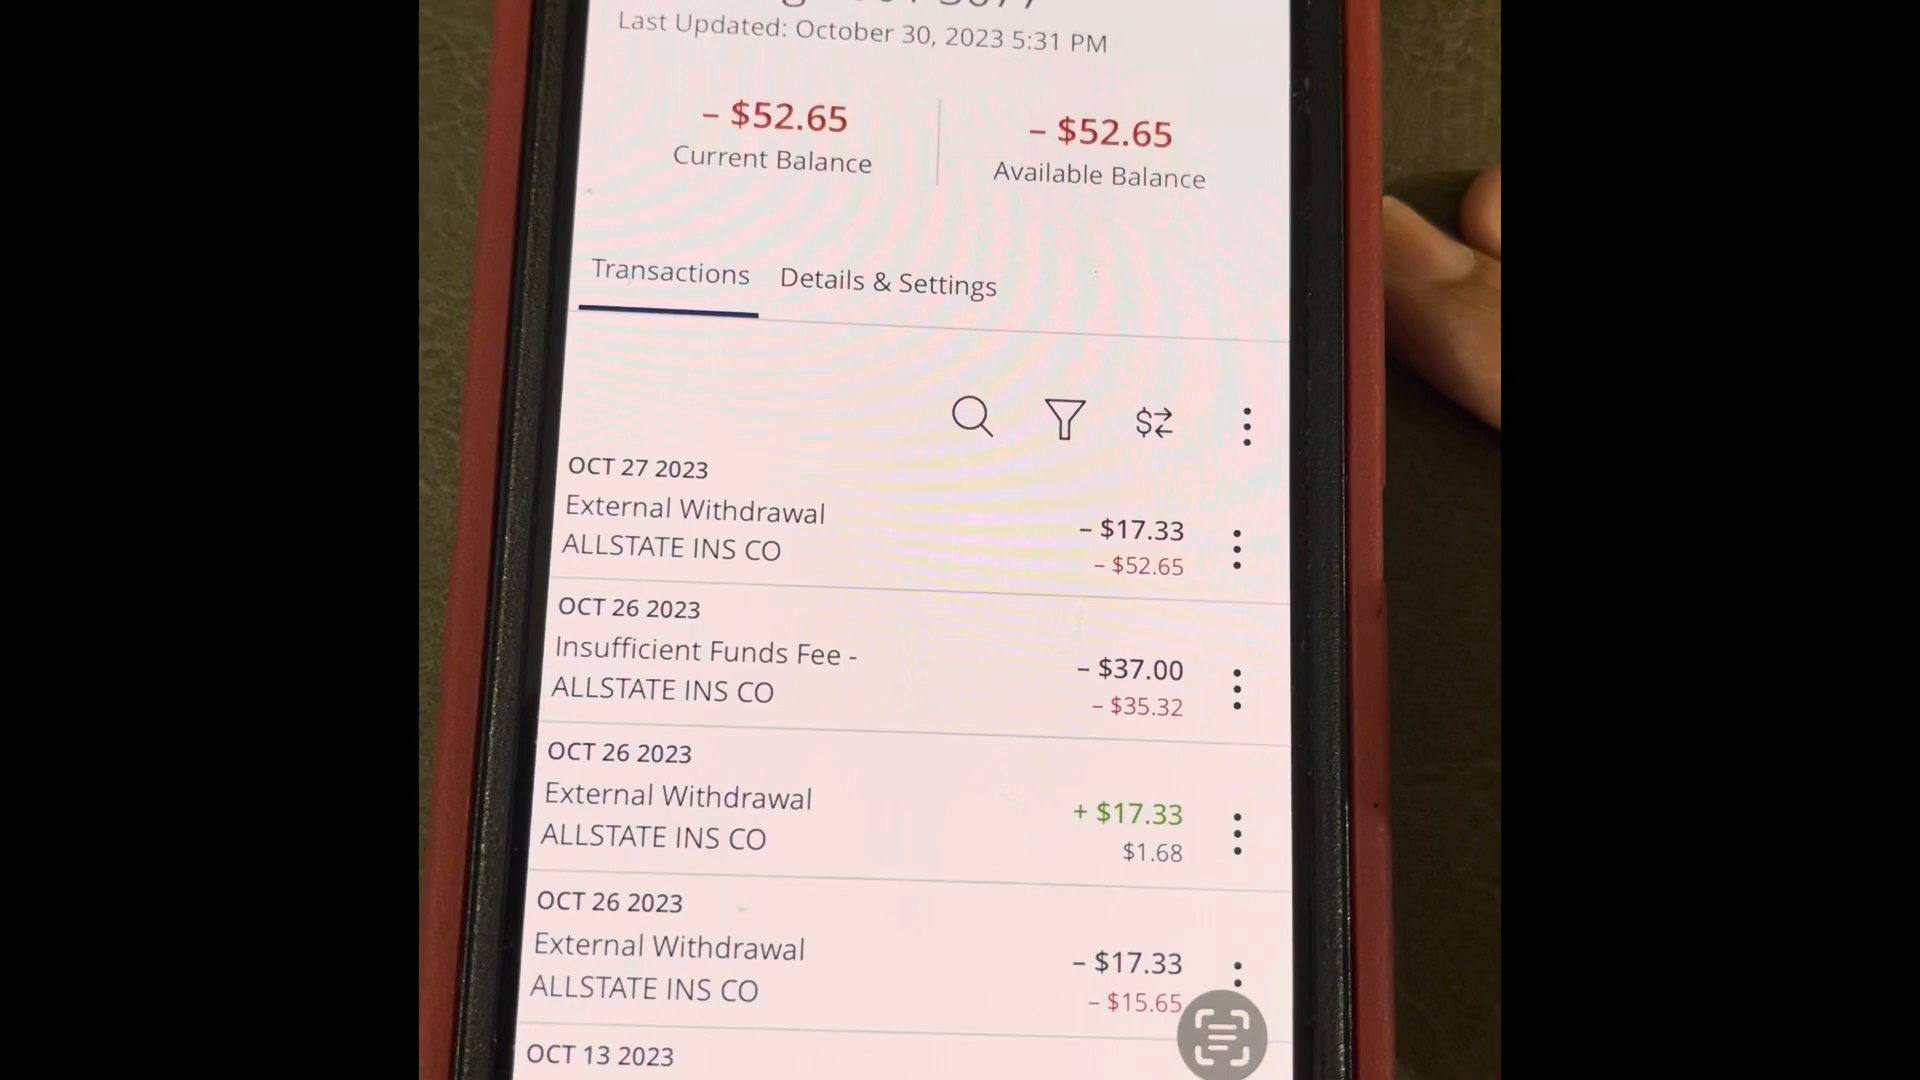 Last Updated: October 30, 2023 5:31 PM
– $52.65
Current Balance
– $52.65
Available Balance
Transactions
Details & Settings
OCT 27 2023
External Withdrawal
ALLSTATE INS CO
– $17.33
– $52.65
OCT 26 2023
Insufficient Funds Fee -
ALLSTATE INS CO
– $37.00
– $35.32
OCT 26 2023
External Withdrawal
ALLSTATE INS CO
+ $17.33
$1.68
OCT 26 2023
External Withdrawal
ALLSTATE INS CO
– $17.33
– $15.65
OCT 13 2023